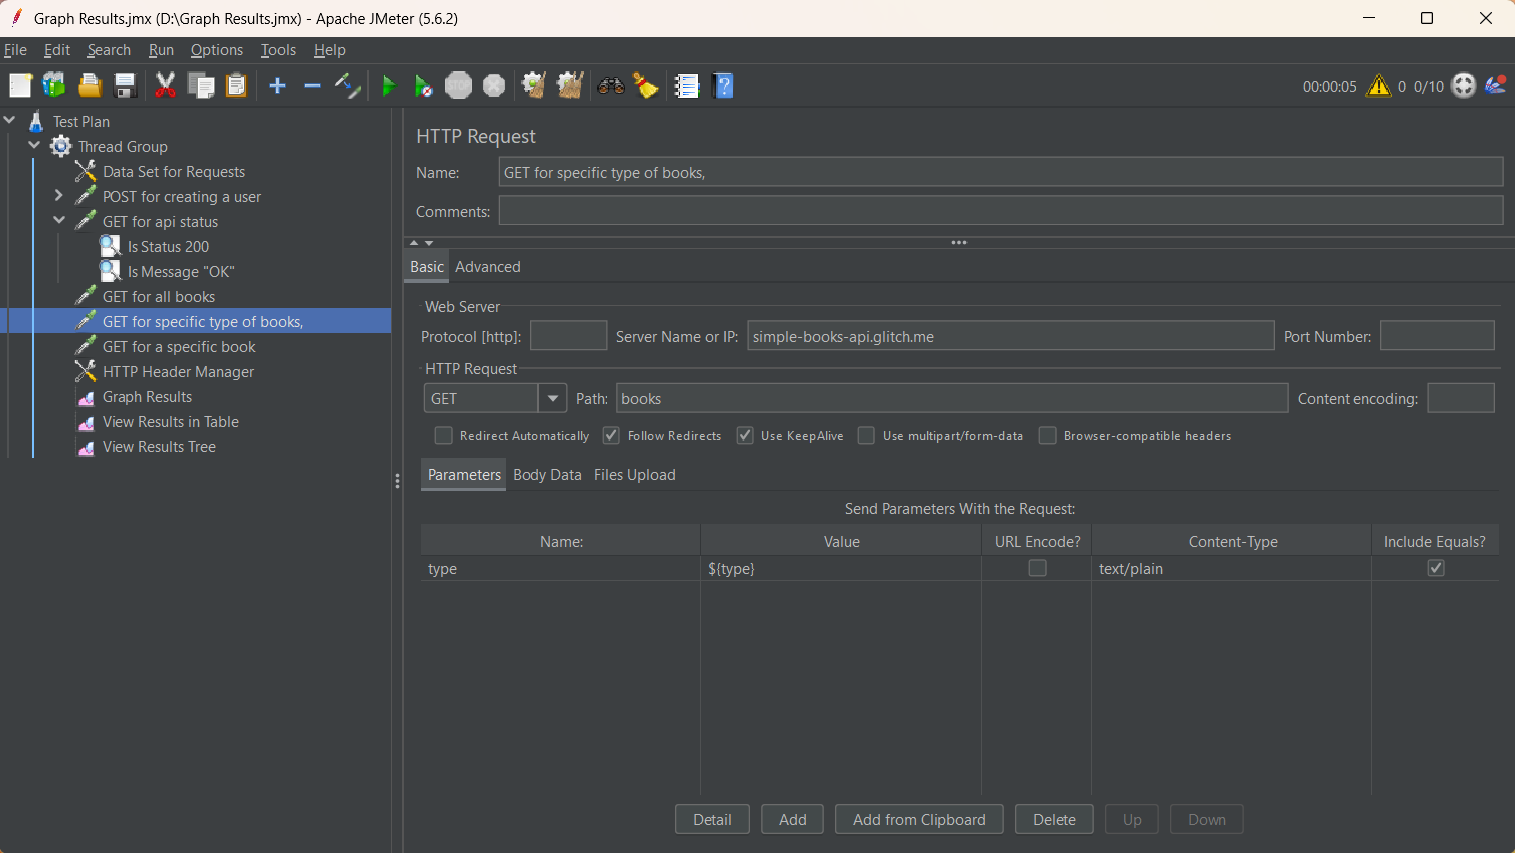 Graph Results.jmx (D:\Graph Results.jmx) - Apache JMeter (5.6.2)
File Edit Search Run Options Tools Help
STOP 00:00:05 0 0/10
Test Plan
Thread Group
Data Set for Requests
POST for creating a user
GET for api status
Is Status 200
Is Message "OK"
GET for all books
GET for specific type of books,
GET for a specific book
HTTP Header Manager
Graph Results
View Results in Table
View Results Tree
HTTP Request
Name: GET for specific type of books,
Comments:
Basic Advanced
Web Server
Protocol [http]: Server Name or IP: simple-books-api.glitch.me Port Number:
HTTP Request
GET Path: books Content encoding:
Redirect Automatically Follow Redirects Use KeepAlive Use multipart/form-data Browser-compatible headers
Parameters Body Data Files Upload
Send Parameters With the Request:
Name: Value URL Encode? Content-Type Include Equals?
type ${type} text/plain
Detail Add Add from Clipboard Delete Up Down